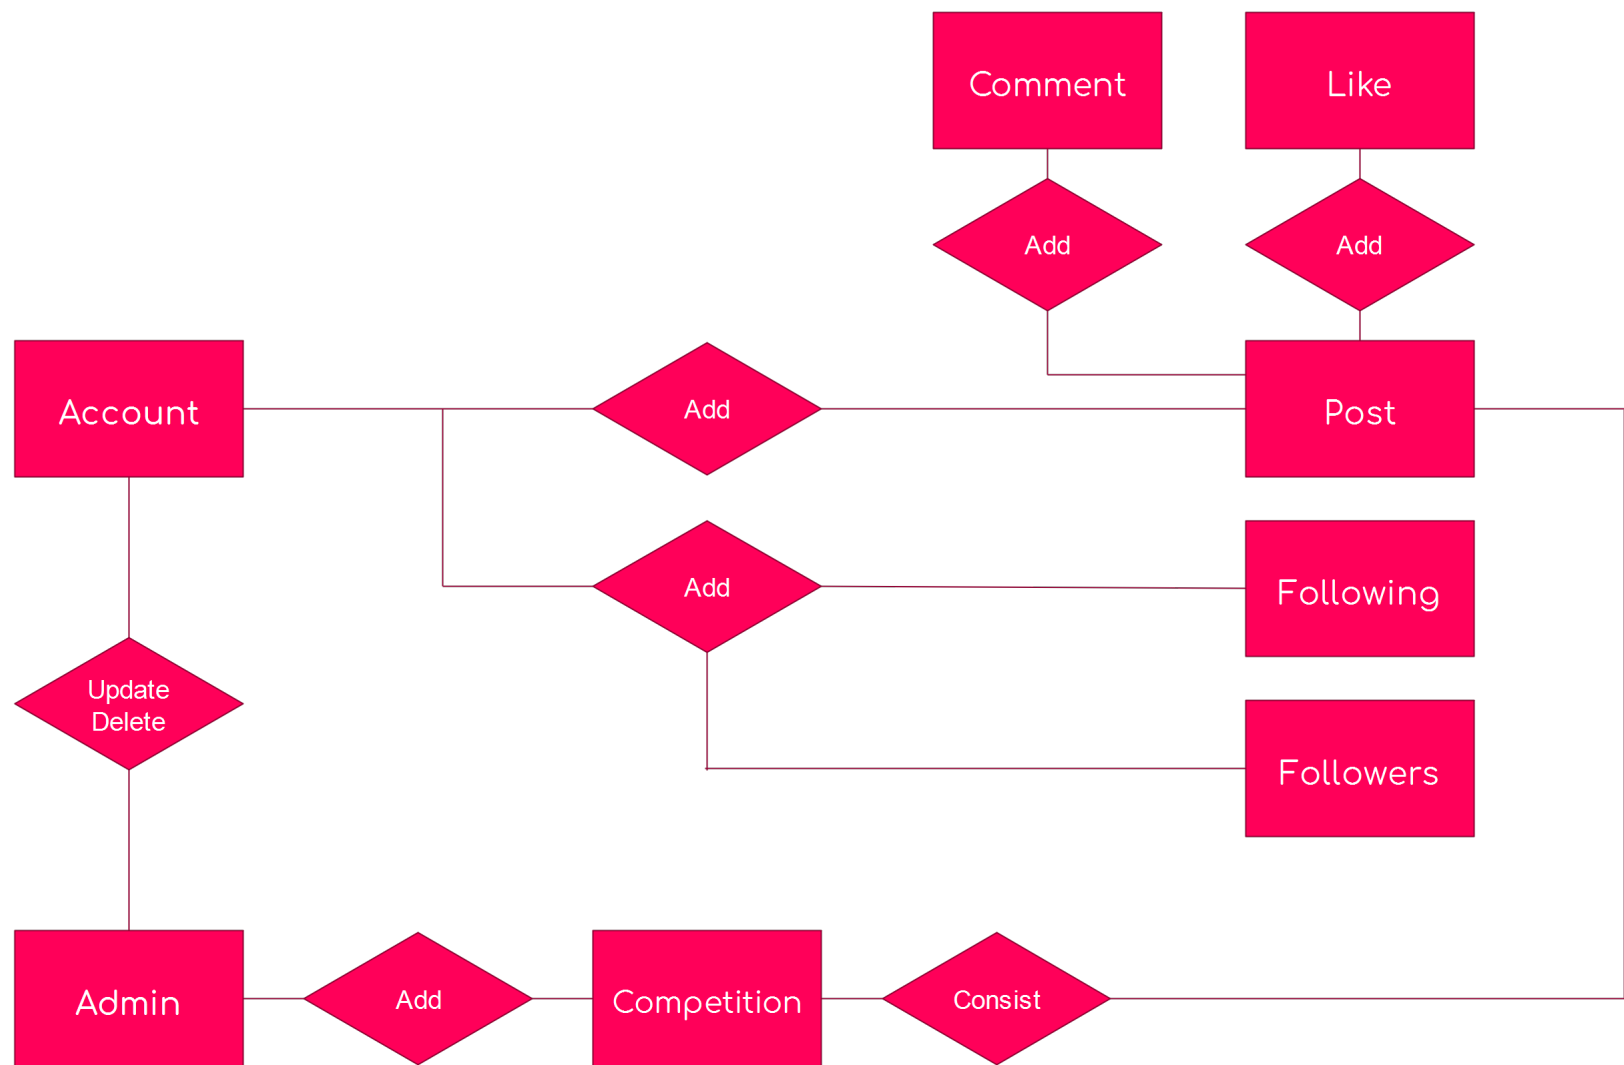 Comment
Like
Add
Add
Account
Add
Post
Add
Following
Update
Delete
Followers
Admin
Add
Competition
Consist